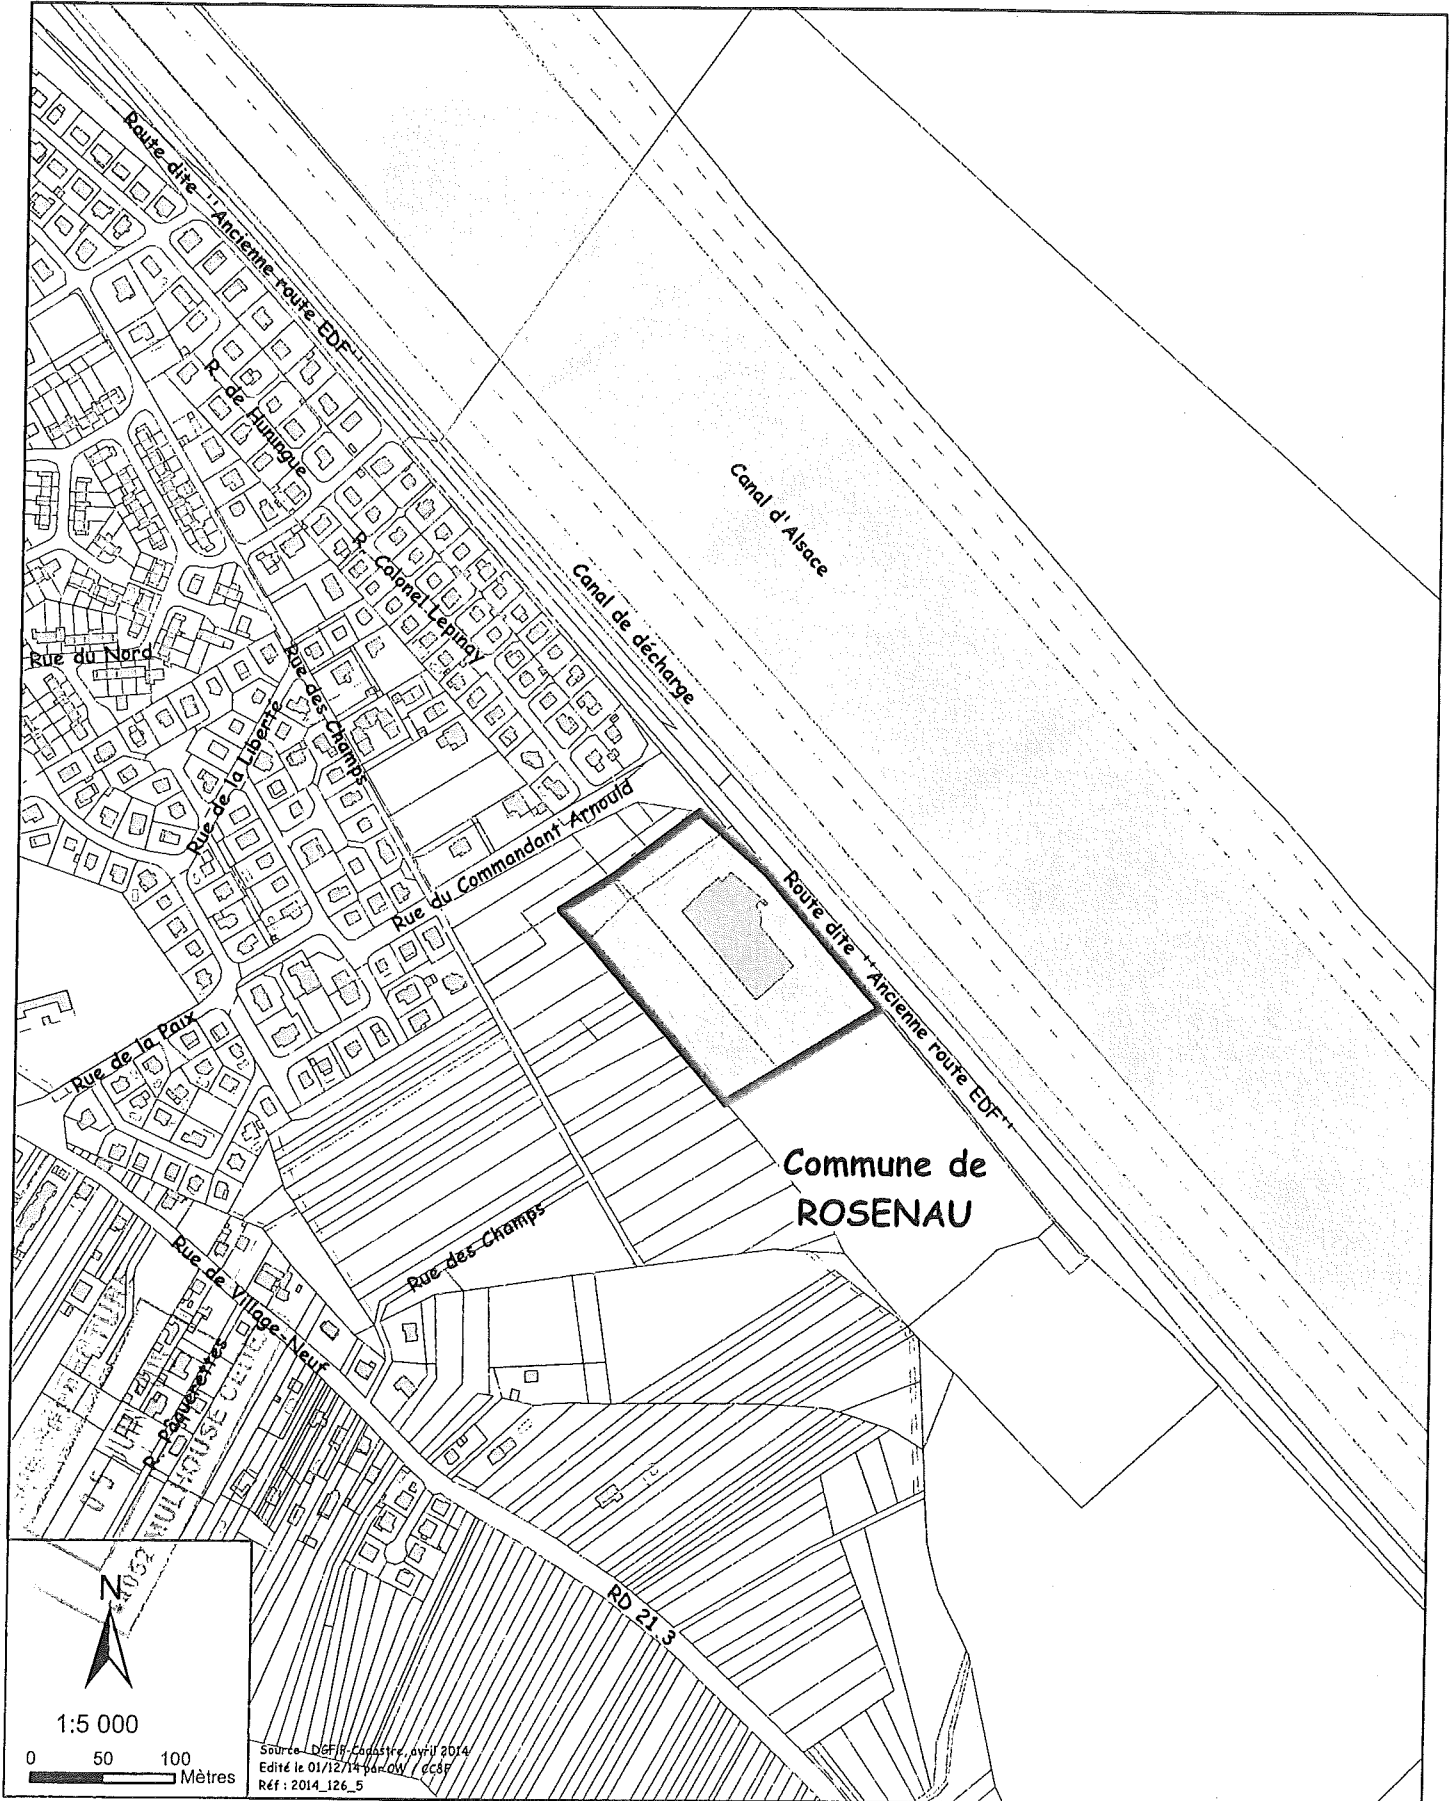 Route dite ''Ancienne route EDF''
R. de Huningue
Canal d'Alsace
R. Colonel Lepinay
Canal de décharge
Rue du Nord
Rue des Champs
Rue de la Liberté
Rue du Commandant Arnould
Route dite ''Ancienne route EDF''
Rue de la Paix
Commune de
ROSENAU
Rue des Champs
Rue de Village-Neuf
R. Pâquerettes
MULHOUSE
RD 21.3
N
1:5 000
0 50 100
Mètres
Source : DGFIP-Cadastre, avril 2014
Edité le 01/12/14 par OW / CC3F
Réf : 2014_126_5